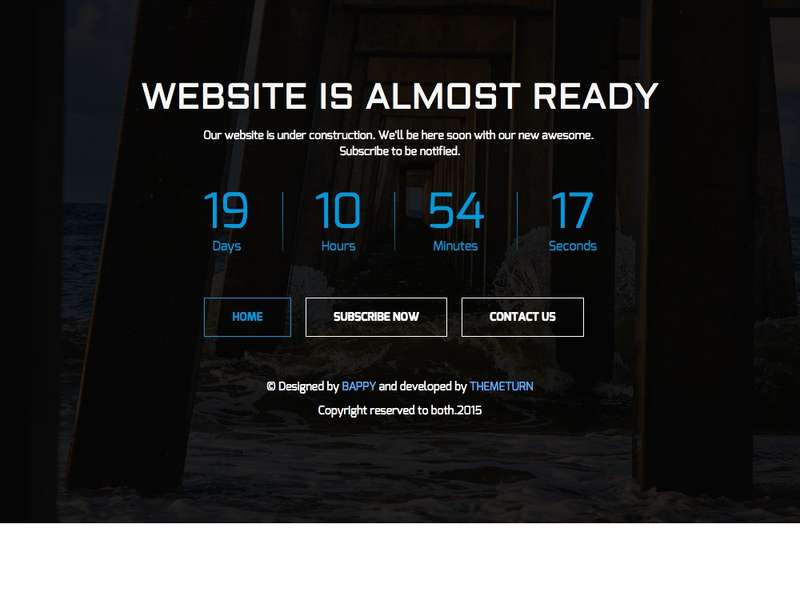 WEBSITE IS ALMOST READY
Our website is under construction. We'll be here soon with our new awesome.
Subscribe to be notified.
19 10 54 17
Days Hours Minutes Seconds
HOME SUBSCRIBE NOW CONTACT US
© Designed by BAPPY and developed by THEMETURN
Copyright reserved to both.2015